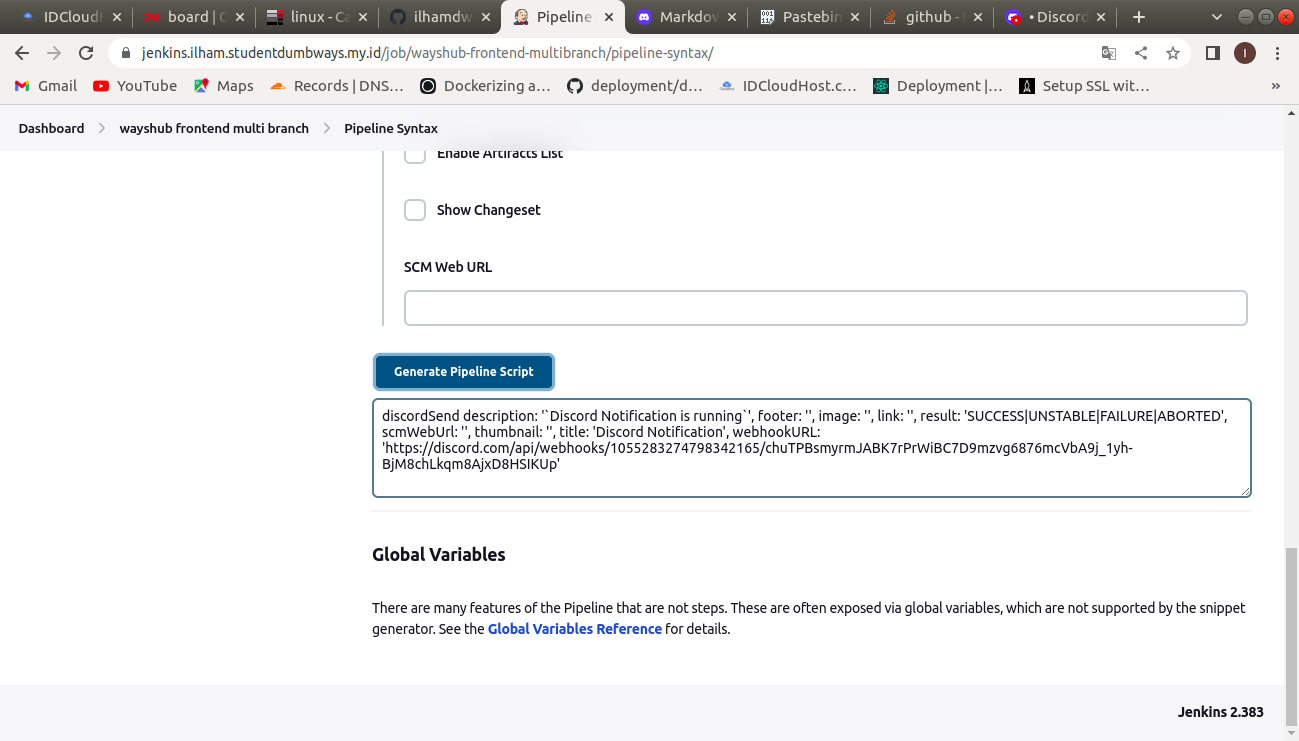 IDCloudH
board | C
linux - Ca
ilhamdw
Pipeline
Markdow
Pastebin
github -
• Discord
jenkins.ilham.studentdumbways.my.id/job/wayshub-frontend-multibranch/pipeline-syntax/
I
Gmail
YouTube
Maps
Records | DNS...
Dockerizing a...
deployment/d...
IDCloudHost.c...
Deployment |...
Setup SSL wit...
»
Dashboard
wayshub frontend multi branch
Pipeline Syntax
Enable Artifacts List
Show Changeset
SCM Web URL
Generate Pipeline Script
discordSend description: '`Discord Notification is running`', footer: '', image: '', link: '', result: 'SUCCESS|UNSTABLE|FAILURE|ABORTED',
scmWebUrl: '', thumbnail: '', title: 'Discord Notification', webhookURL:
'https://discord.com/api/webhooks/1055283274798342165/chuTPBsmyrmJABK7rPrWiBC7D9mzvg6876mcVbA9j_1yh-
BjM8chLkqm8AjxD8HSIKUp'
Global Variables
There are many features of the Pipeline that are not steps. These are often exposed via global variables, which are not supported by the snippet
generator. See the Global Variables Reference for details.
Jenkins 2.383